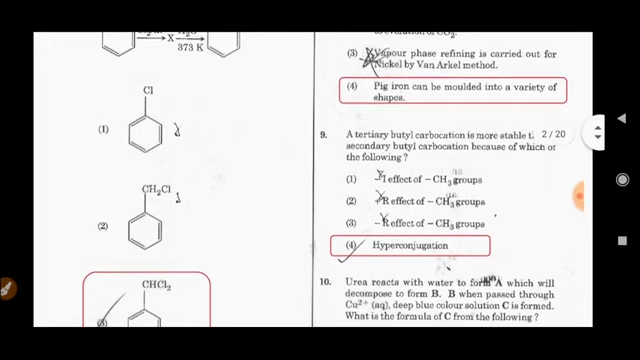 X
373 K
Cl
(1)
CH₂Cl
(2)
CHCl₂
to evolution of CO₂.
(3) Vapour phase refining is carried out for
Nickel by Van Arkel method.
(4) Pig iron can be moulded into a variety of
shapes.
9. A tertiary butyl carbocation is more stable
secondary butyl carbocation because of which of
the following ?
(1) –I effect of – CH₃ groups
(2) +R effect of – CH₃ groups
(3) –R effect of – CH₃ groups
(4) Hyperconjugation
10. Urea reacts with water to form A which will
decompose to form B. B when passed through
Cu²⁺ (aq), deep blue colour solution C is formed.
What is the formula of C from the following ?
2 / 20